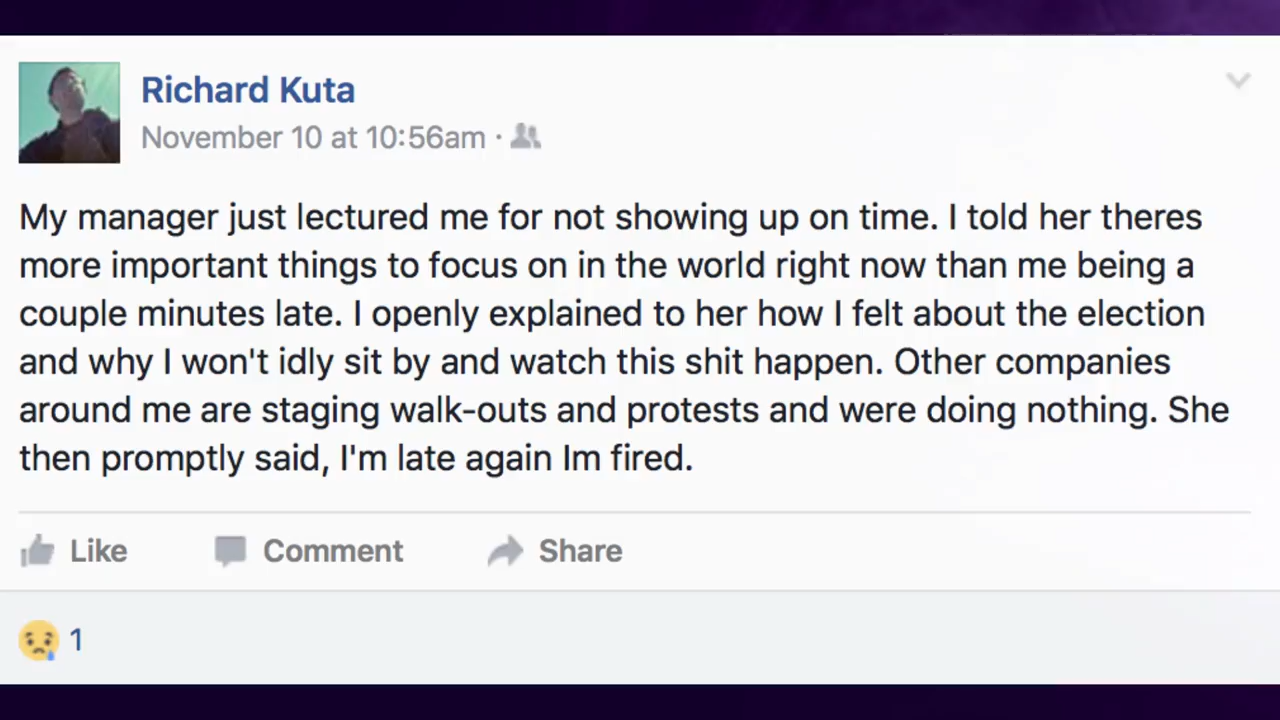 Richard Kuta
November 10 at 10:56am ·
My manager just lectured me for not showing up on time. I told her theres
more important things to focus on in the world right now than me being a
couple minutes late. I openly explained to her how I felt about the election
and why I won't idly sit by and watch this shit happen. Other companies
around me are staging walk-outs and protests and were doing nothing. She
then promptly said, I'm late again Im fired.
Like Comment Share
1